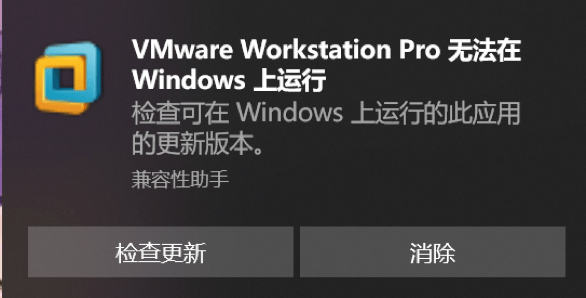 VMware Workstation Pro 无法在
Windows 上运行
检查可在 Windows 上运行的此应用
的更新版本。
兼容性助手
检查更新
消除